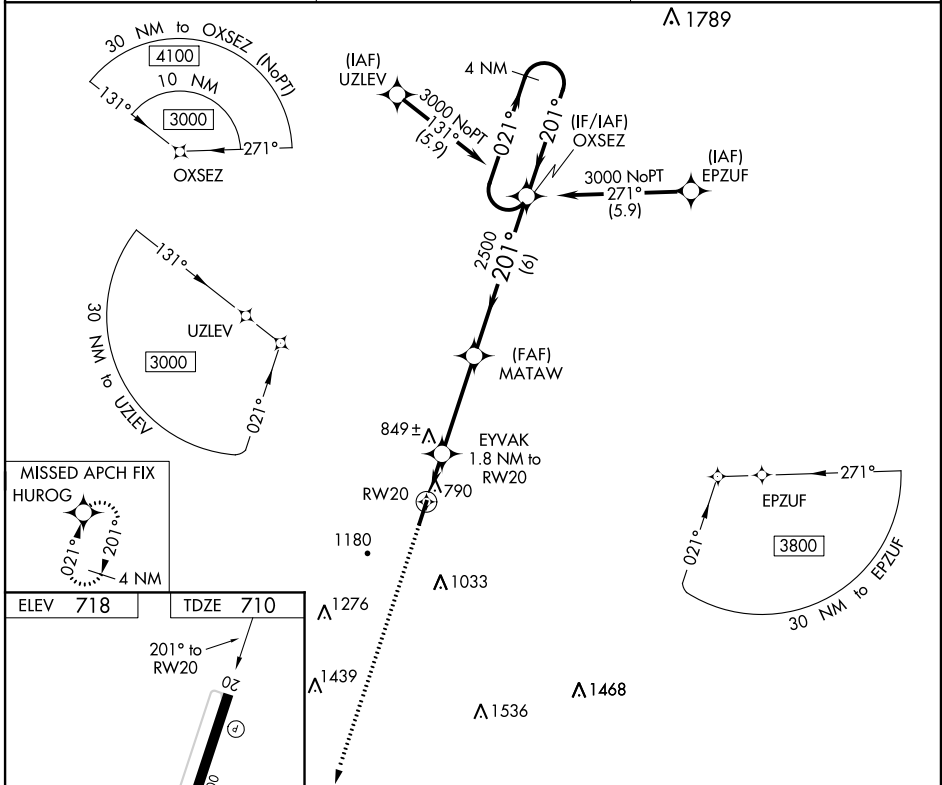 1789
30 NM to OXSEZ (NoPT)
4100
10 NM
3000
131°
271°
OXSEZ
(IAF)
UZLEV
3000 NoPT
131°
(5.9)
4 NM
021°
201°
(IF/IAF)
OXSEZ
(IAF)
EPZUF
3000 NoPT
271°
(5.9)
2500
201°
(6)
131°
UZLEV
3000
30 NM to UZLEV
021°
(FAF)
MATAW
849±
EYVAK
1.8 NM to
RW20
RW20
790
1180
1033
1276
1439
1468
1536
271°
EPZUF
021°
3800
30 NM to EPZUF
MISSED APCH FIX
HUROG
021°
201°
4 NM
ELEV 718
TDZE 710
201° to
RW20
20
P